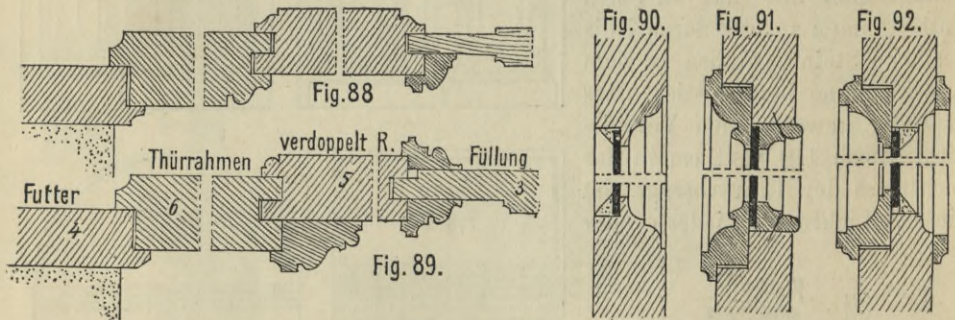 Fig. 90. Fig. 91. Fig. 92.
Fig. 88
verdoppelt R.
Thürrahmen
Füllung
Futter
5
3
6
4
Fig. 89.